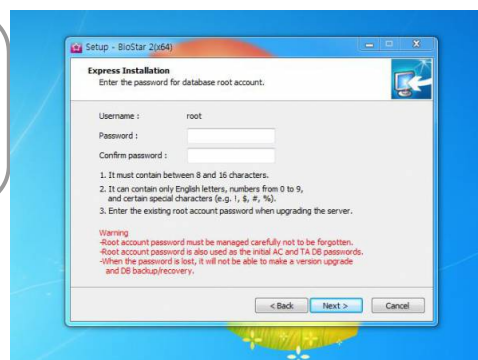 Setup - BioStar 2(x64)
Express Installation
Enter the password for database root account.
Username :
root
Password :
Confirm password :
1. It must contain between 8 and 16 characters.
2. It can contain only English letters, numbers from 0 to 9,
and certain special characters (e.g. !, $, #, %).
3. Enter the existing root account password when upgrading the server.
Warning
-Root account password must be managed carefully not to be forgotten.
-Root account password is also used as the initial AC and TA DB passwords.
-When the password is lost, it will not be able to make a version upgrade
and DB backup/recovery.
< Back
Next >
Cancel